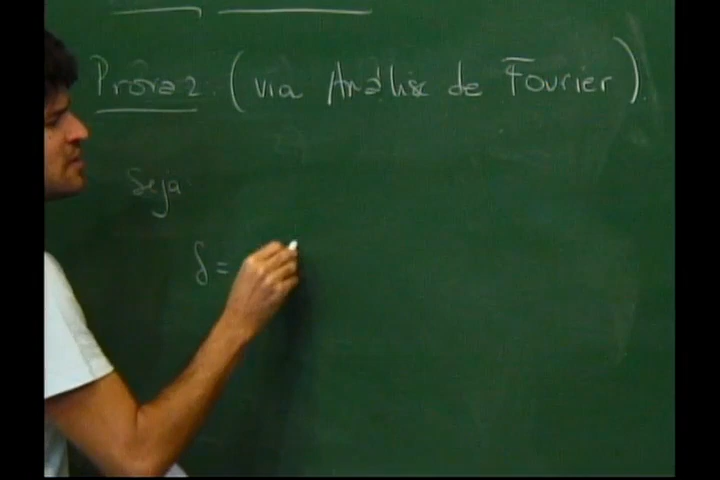 Prova 2. (via Análise de Fourier).
Seja
δ =